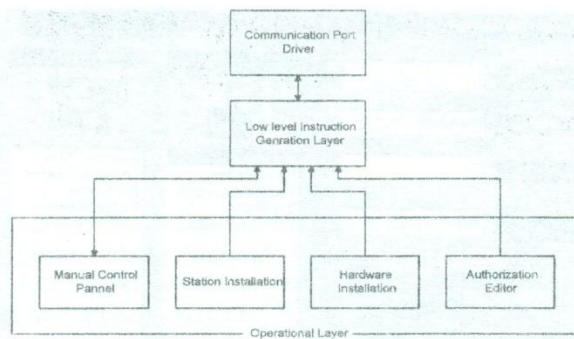 Communication Port
Driver
Low level Instruction
Genration Layer
Manual Control
Pannel
Station Installation
Hardware
Installation
Authorization
Editor
Operational Layer